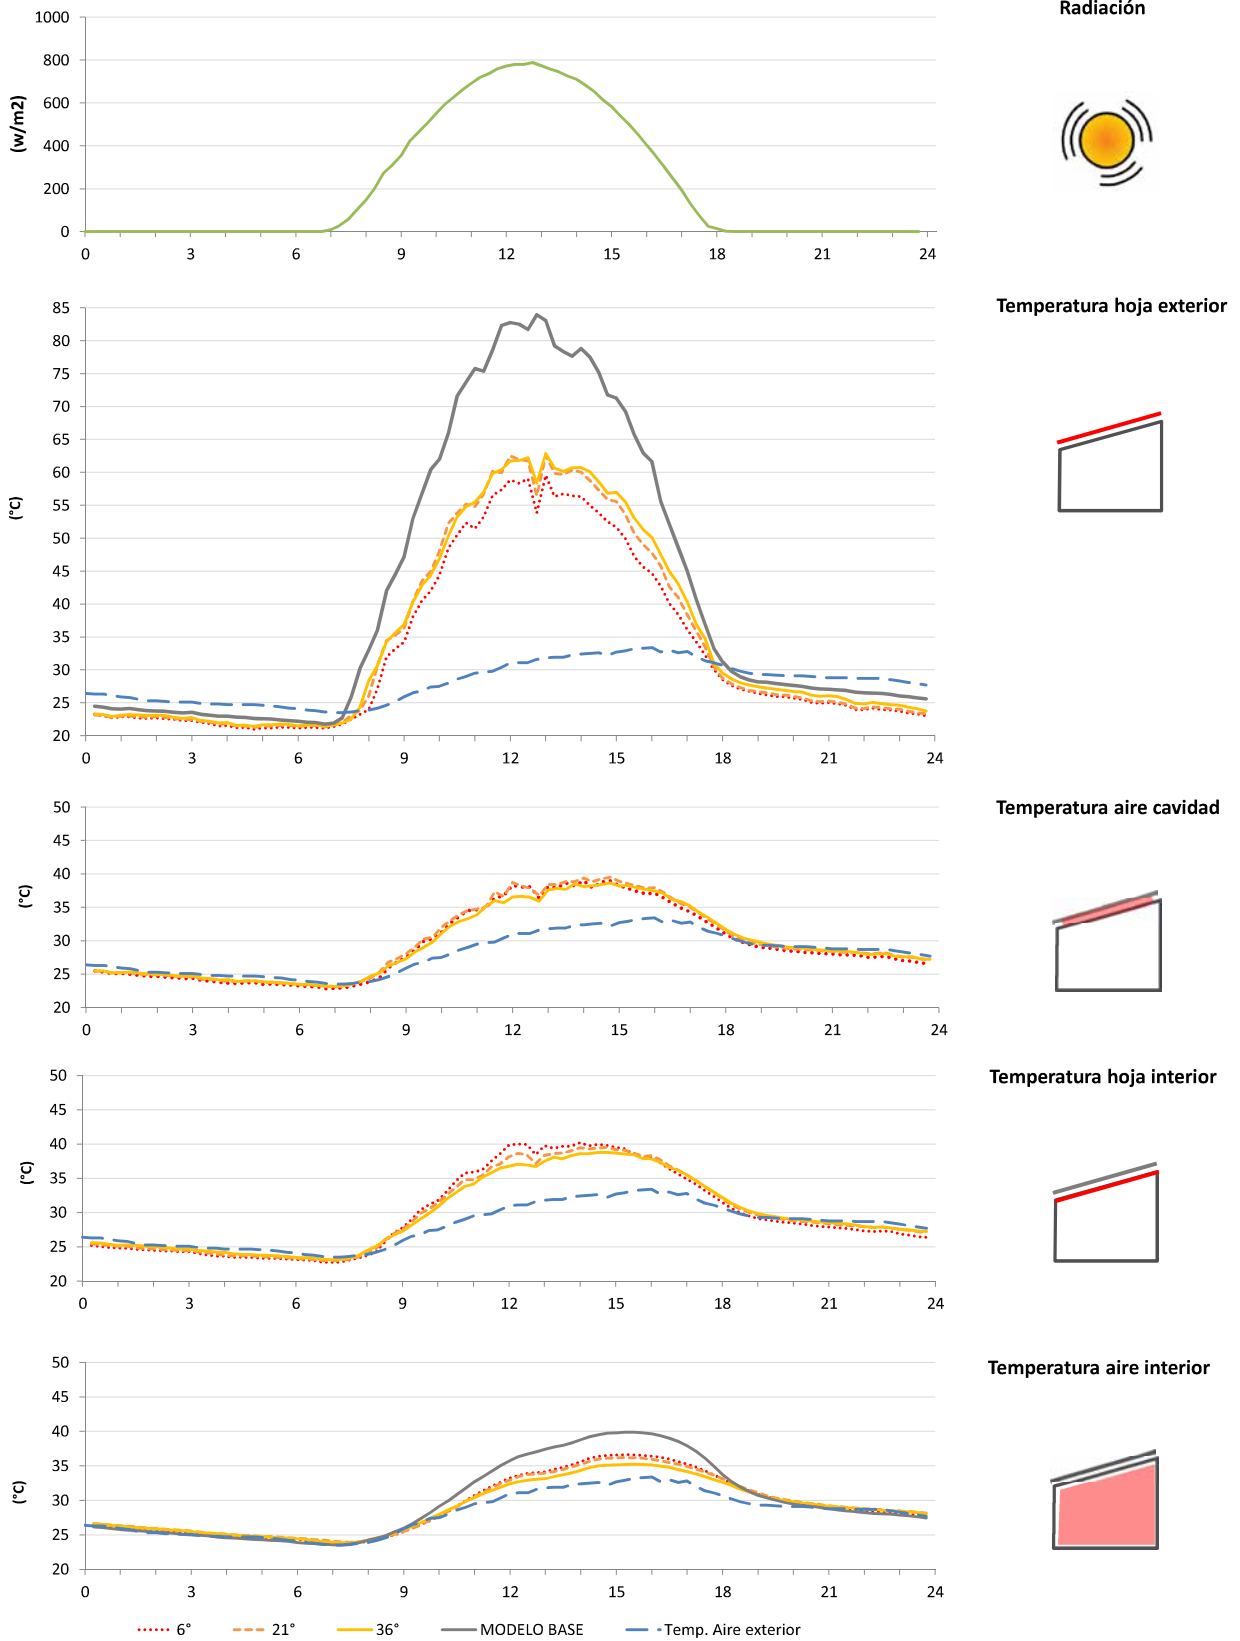 Radiación
(w/m2)
1000
800
600
400
200
0
0 3 6 9 12 15 18 21 24
Temperatura hoja exterior
(°C)
85
80
75
70
65
60
55
50
45
40
35
30
25
20
0 3 6 9 12 15 18 21 24
Temperatura aire cavidad
(°C)
50
45
40
35
30
25
20
0 3 6 9 12 15 18 21 24
Temperatura hoja interior
(°C)
50
45
40
35
30
25
20
0 3 6 9 12 15 18 21 24
Temperatura aire interior
(°C)
50
45
40
35
30
25
20
0 3 6 9 12 15 18 21 24
6° 21° 36° MODELO BASE Temp. Aire exterior